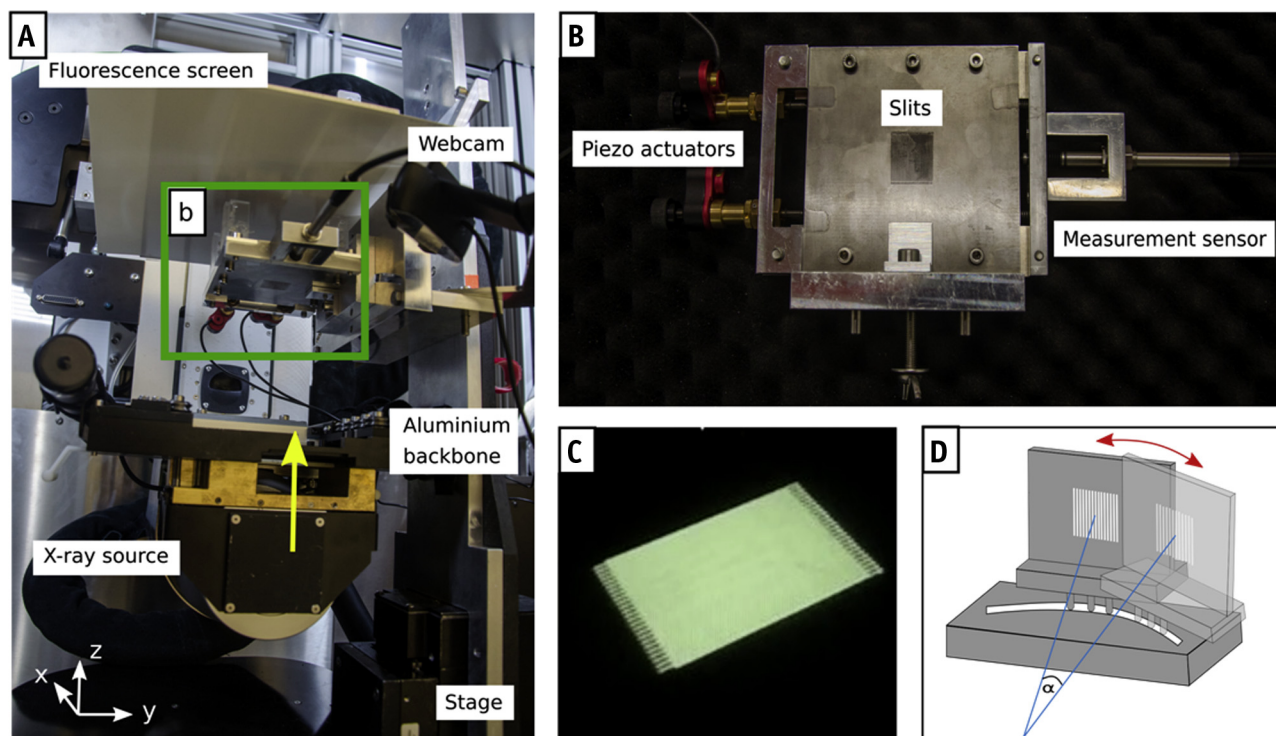 A
Fluorescence screen
Webcam
b
Aluminium
backbone
X-ray source
z
x
y
Stage
B
Slits
Piezo actuators
Measurement sensor
C
D
α